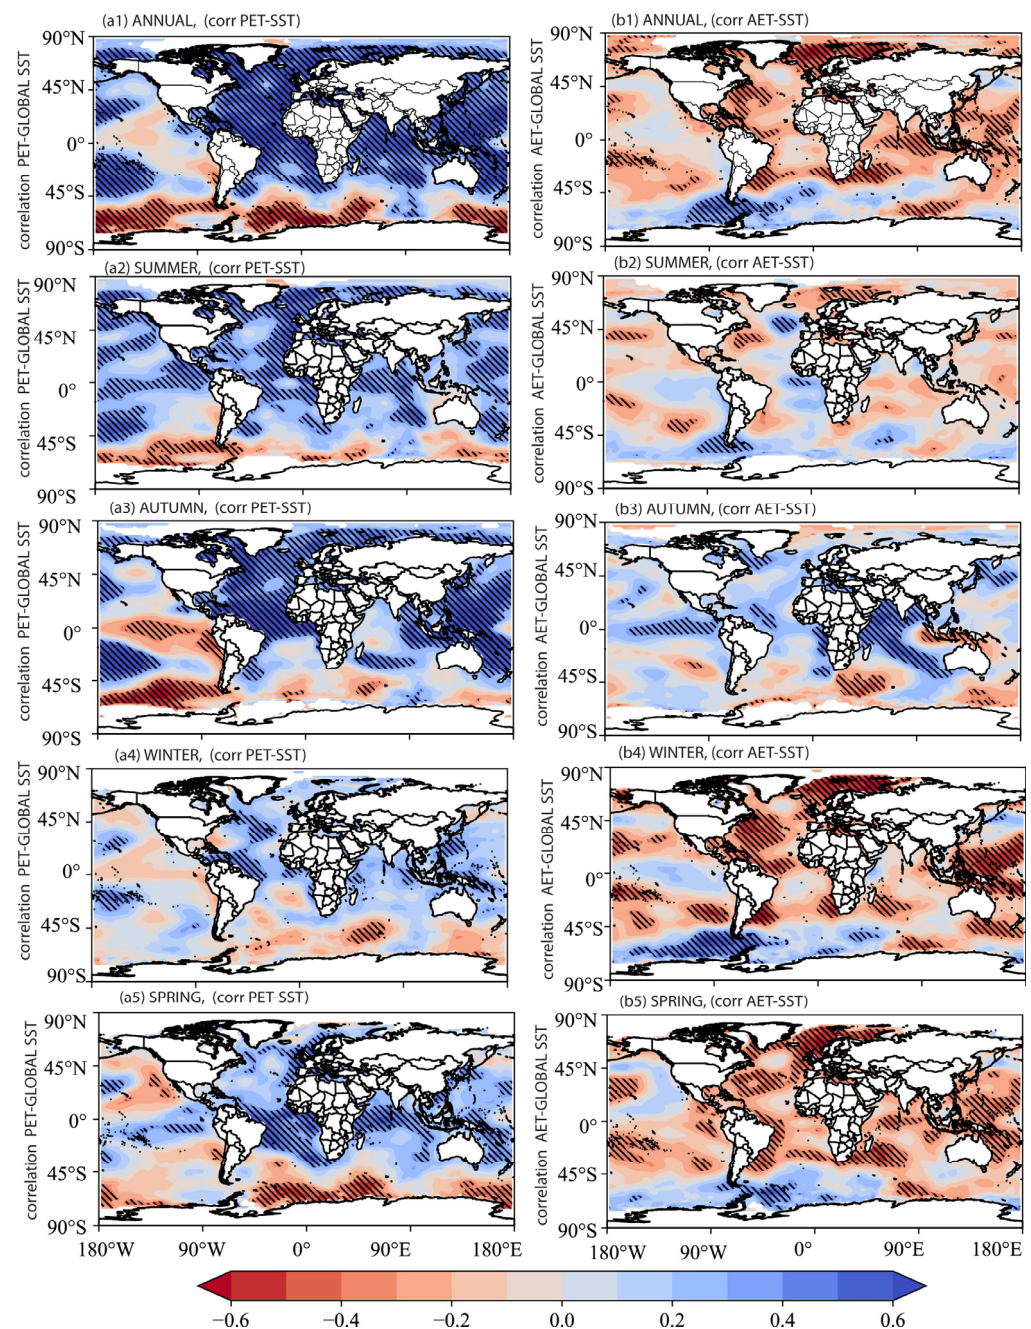 (a1) ANNUAL, (corr PET-SST)
90°N
45°N
0°
45°S
90°S
correlation PET-GLOBAL SST
(b1) ANNUAL, (corr AET-SST)
90°N
45°N
0°
45°S
90°S
correlation AET-GLOBAL SST
(a2) SUMMER, (corr PET-SST)
90°N
45°N
0°
45°S
90°S
correlation PET-GLOBAL SST
(b2) SUMMER, (corr AET-SST)
90°N
45°N
0°
45°S
90°S
correlation AET-GLOBAL SST
(a3) AUTUMN, (corr PET-SST)
90°N
45°N
0°
45°S
90°S
correlation PET-GLOBAL SST
(b3) AUTUMN, (corr AET-SST)
90°N
45°N
0°
45°S
90°S
correlation AET-GLOBAL SST
(a4) WINTER, (corr PET-SST)
90°N
45°N
0°
45°S
90°S
correlation PET-GLOBAL SST
(b4) WINTER, (corr AET-SST)
90°N
45°N
0°
45°S
90°S
correlation AET-GLOBAL SST
(a5) SPRING, (corr PET-SST)
90°N
45°N
0°
45°S
90°S
correlation PET-GLOBAL SST
180°W 90°W 0° 90°E 180°E
(b5) SPRING, (corr AET-SST)
90°N
45°N
0°
45°S
90°S
correlation AET-GLOBAL SST
180°W 90°W 0° 90°E 180°E
−0.6 −0.4 −0.2 0.0 0.2 0.4 0.6